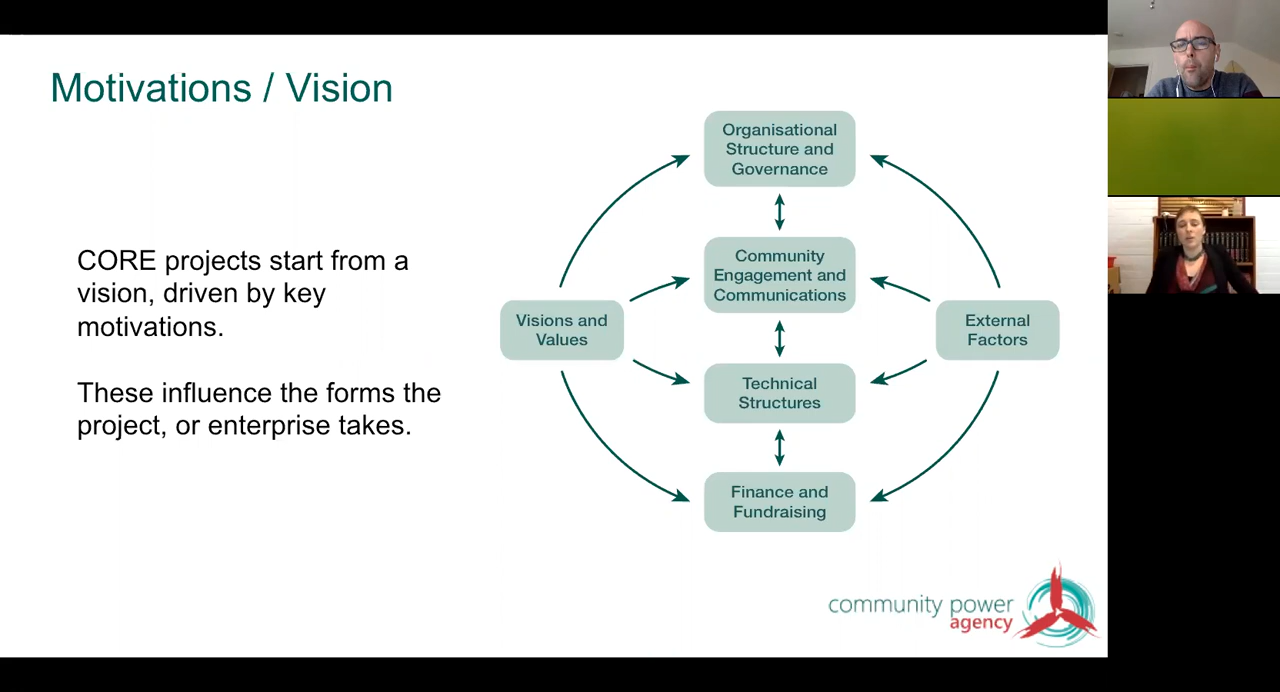 Motivations / Vision
CORE projects start from a
vision, driven by key
motivations.
These influence the forms the
project, or enterprise takes.
Organisational
Structure and
Governance
Community
Engagement and
Communications
Visions and
Values
External
Factors
Technical
Structures
Finance and
Fundraising
community power
agency